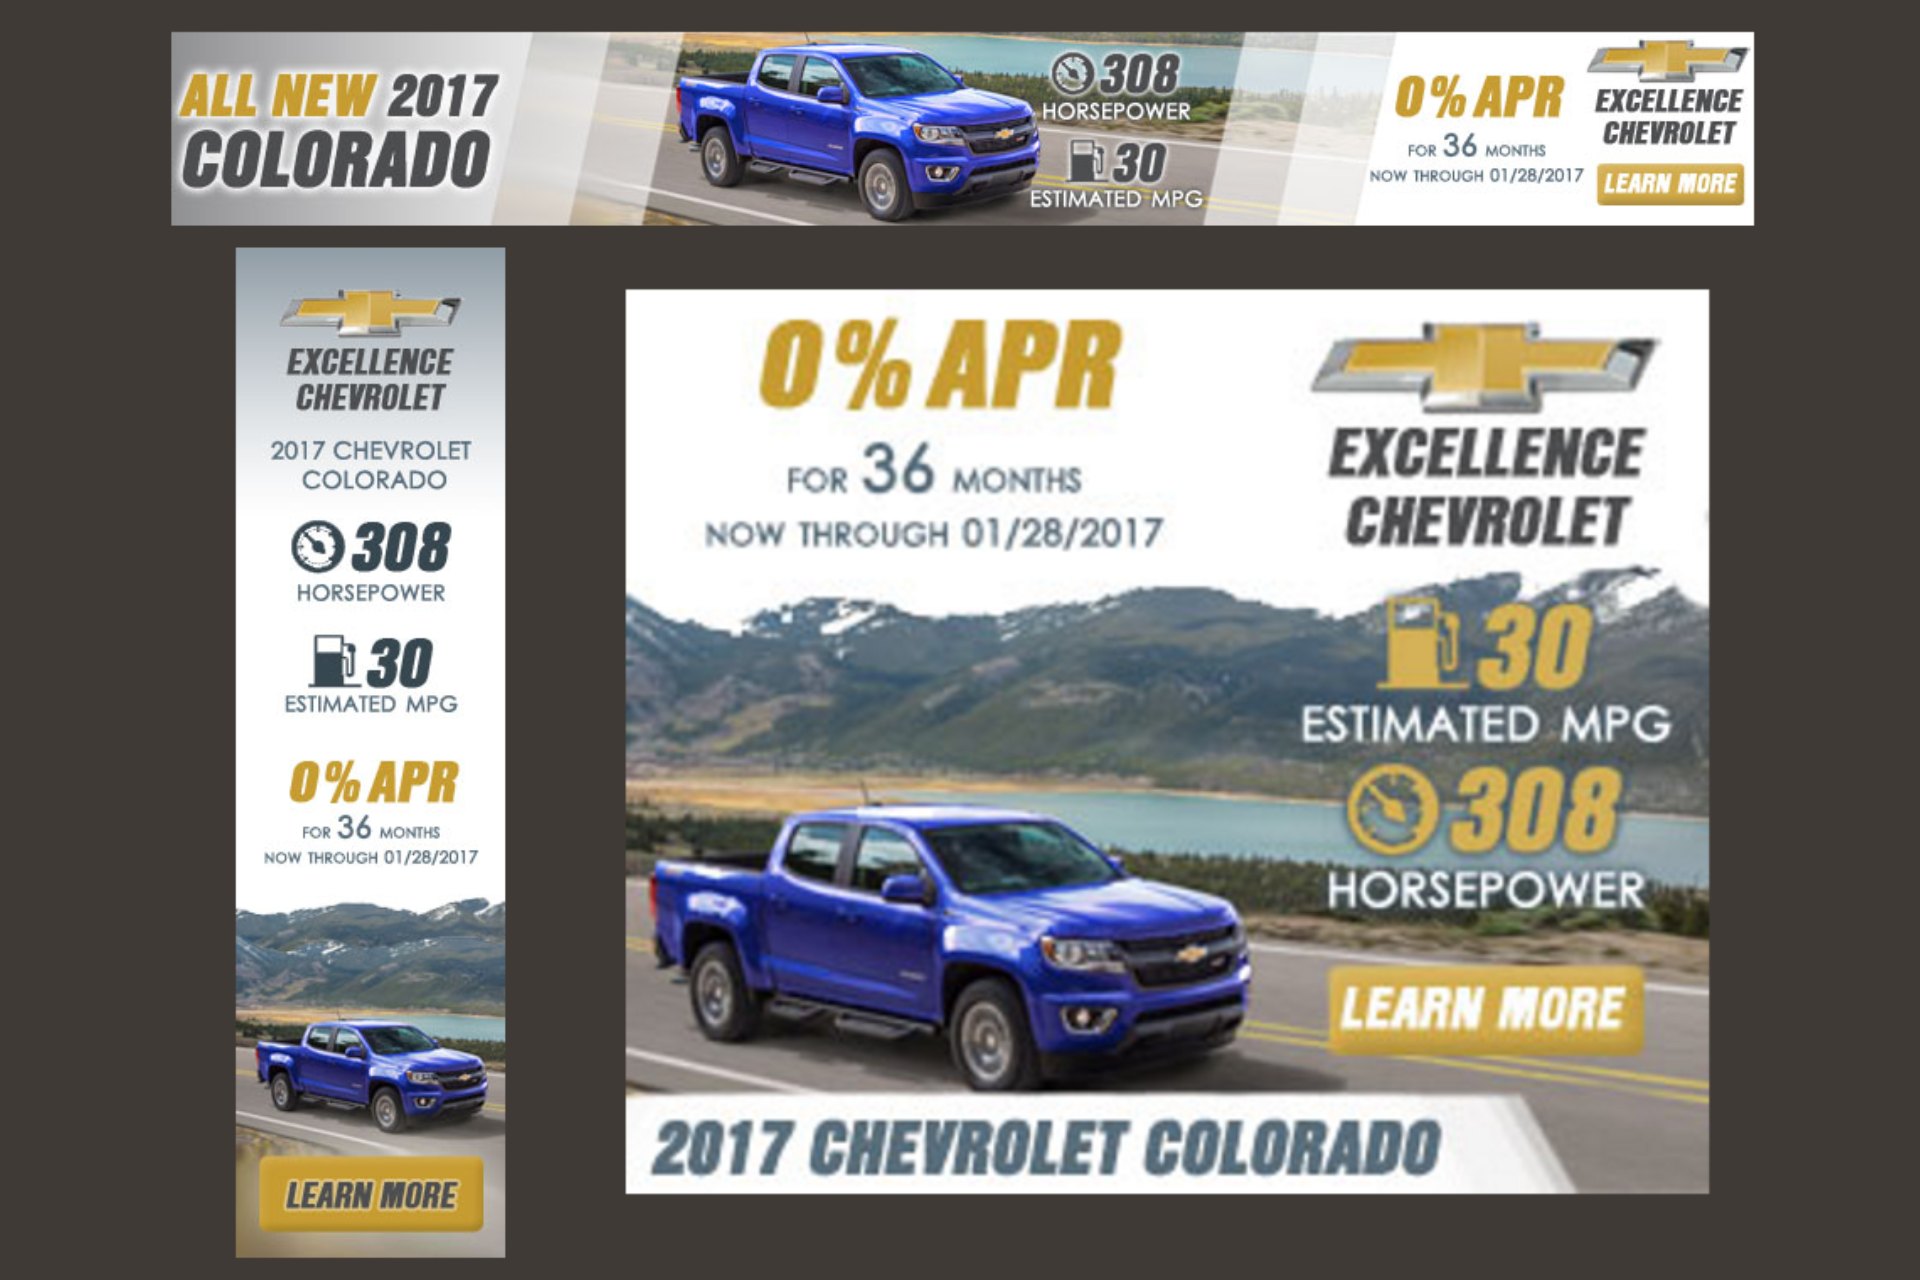 ALL NEW 2017
COLORADO
308
HORSEPOWER
30
ESTIMATED MPG
0% APR
FOR 36 MONTHS
NOW THROUGH 01/28/2017
EXCELLENCE
CHEVROLET
LEARN MORE
EXCELLENCE
CHEVROLET
2017 CHEVROLET
COLORADO
308
HORSEPOWER
30
ESTIMATED MPG
0% APR
FOR 36 MONTHS
NOW THROUGH 01/28/2017
LEARN MORE
0% APR
FOR 36 MONTHS
NOW THROUGH 01/28/2017
EXCELLENCE
CHEVROLET
30
ESTIMATED MPG
308
HORSEPOWER
LEARN MORE
2017 CHEVROLET COLORADO